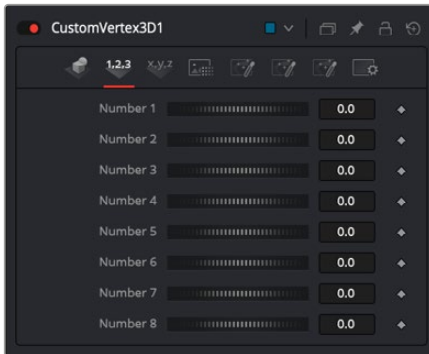 CustomVertex3D1
1,2,3 x,y,z
Number 1 0.0
Number 2 0.0
Number 3 0.0
Number 4 0.0
Number 5 0.0
Number 6 0.0
Number 7 0.0
Number 8 0.0